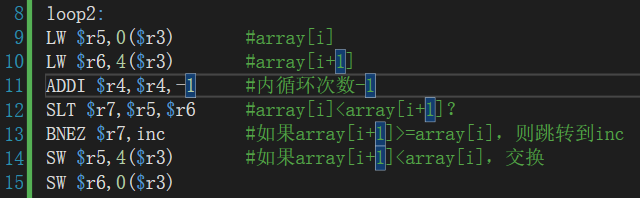 8 loop2:
9 LW $r5,0($r3) #array[i]
10 LW $r6,4($r3) #array[i+1]
11 ADDI $r4,$r4,-1 #内循环次数-1
12 SLT $r7,$r5,$r6 #array[i]<array[i+1]？
13 BNEZ $r7,inc #如果array[i+1]>=array[i]，则跳转到inc
14 SW $r5,4($r3) #如果array[i+1]<array[i]，交换
15 SW $r6,0($r3)